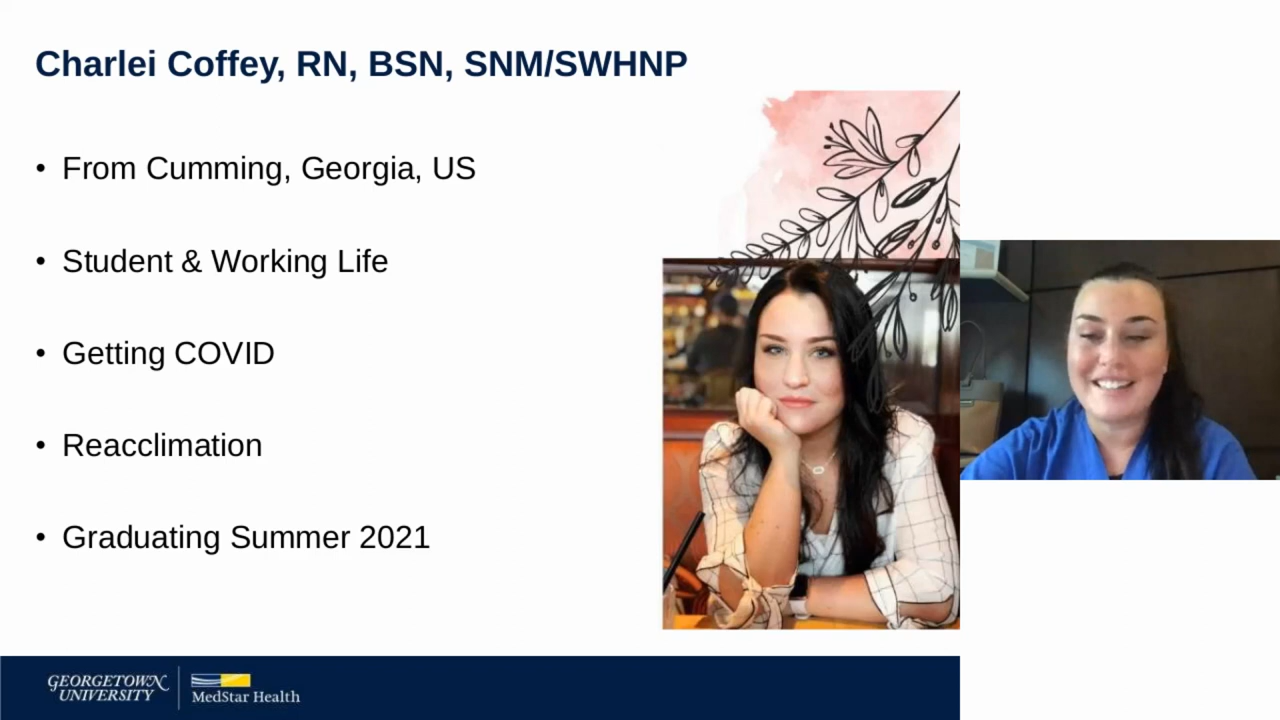 Charlei Coffey, RN, BSN, SNM/SWHNP
• From Cumming, Georgia, US
• Student & Working Life
• Getting COVID
• Reacclimation
• Graduating Summer 2021
GEORGETOWN
UNIVERSITY
MedStar Health